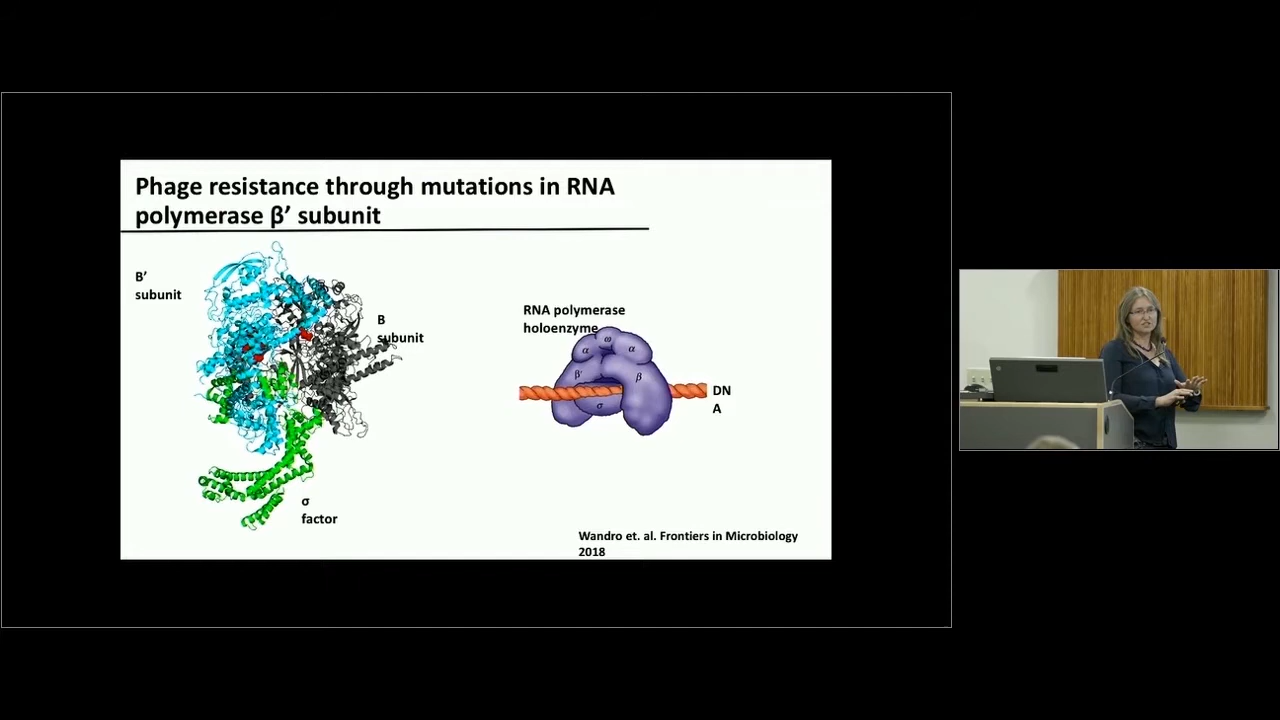 Phage resistance through mutations in RNA
polymerase β’ subunit
B’
subunit
B
subunit
σ
factor
RNA polymerase
holoenzyme
ω
α
α
β'
β
σ
DN
A
Wandro et. al. Frontiers in Microbiology
2018